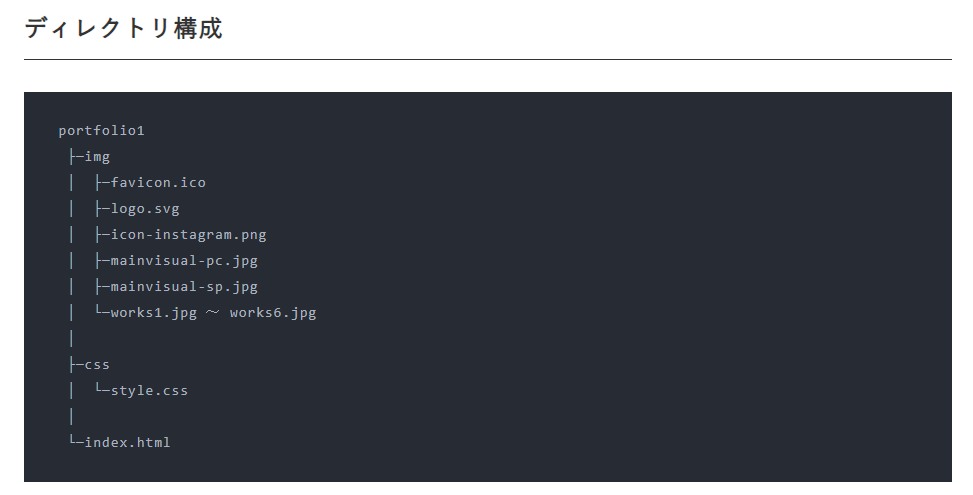 ディレクトリ構成
portfolio1
├─img
│  ├─favicon.ico
│  ├─logo.svg
│  ├─icon-instagram.png
│  ├─mainvisual-pc.jpg
│  ├─mainvisual-sp.jpg
│  └─works1.jpg ～ works6.jpg
│
├─css
│  └─style.css
│
└─index.html